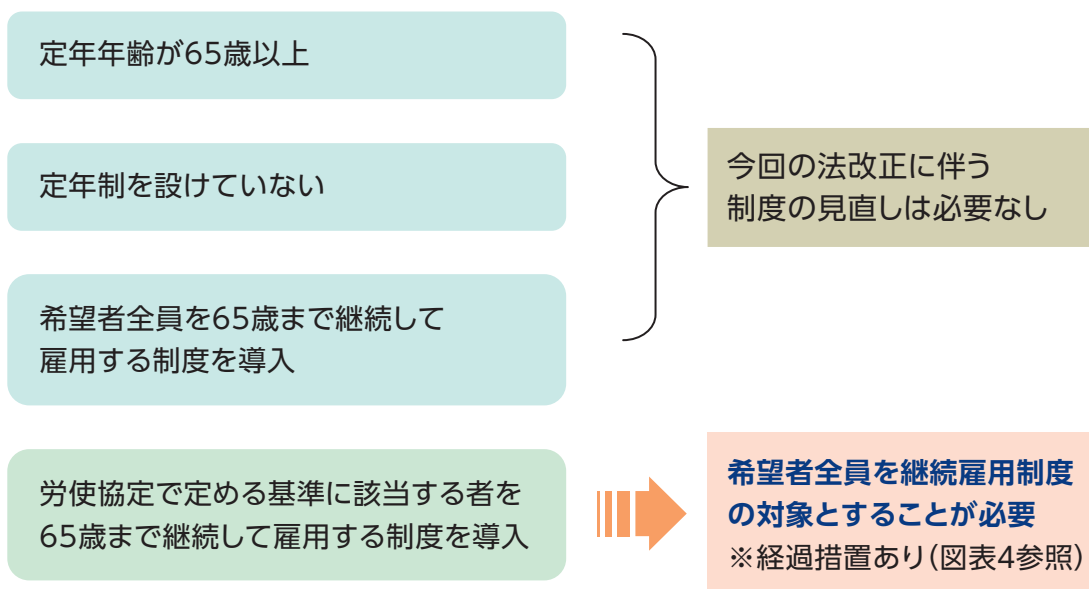 定年年齢が65歳以上
定年制を設けていない
希望者全員を65歳まで継続して
雇用する制度を導入
今回の法改正に伴う
制度の見直しは必要なし
労使協定で定める基準に該当する者を
65歳まで継続して雇用する制度を導入
希望者全員を継続雇用制度
の対象とすることが必要
※経過措置あり(図表4参照)